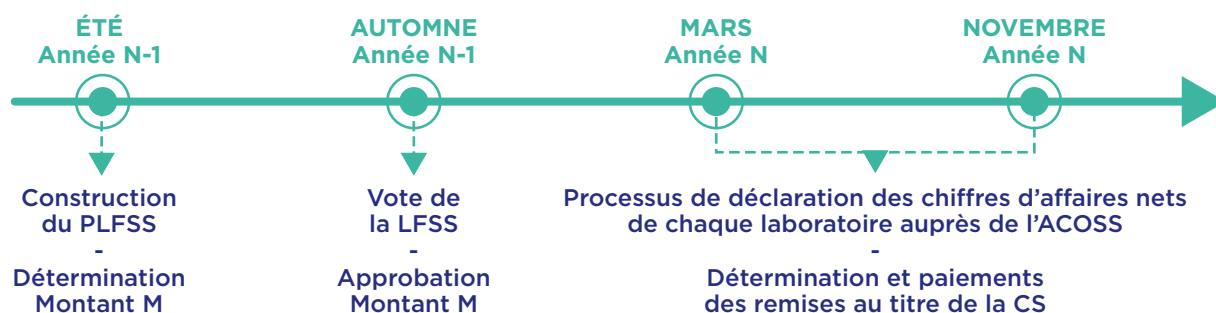 ÉTÉ
Année N-1
AUTOMNE
Année N-1
MARS
Année N
NOVEMBRE
Année N
Construction
du PLFSS
-
Détermination
Montant M
Vote de
la LFSS
-
Approbation
Montant M
Processus de déclaration des chiffres d'affaires nets
de chaque laboratoire auprès de l'ACOSS
-
Détermination et paiements
des remises au titre de la CS